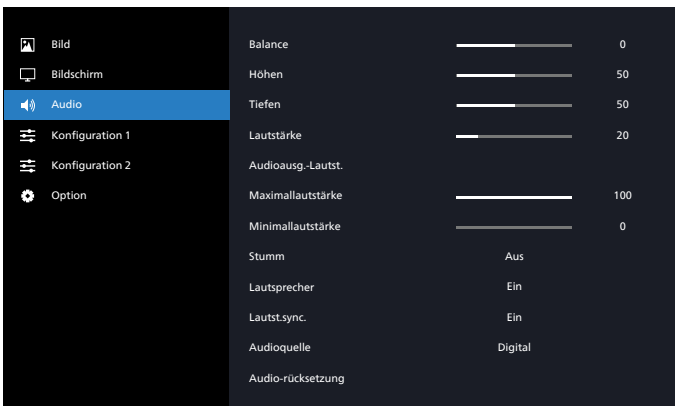 Bild
Bildschirm
Audio
Konfiguration 1
Konfiguration 2
Option
Balance 0
Höhen 50
Tiefen 50
Lautstärke 20
Audioausg.-Lautst.
Maximallautstärke 100
Minimallautstärke 0
Stumm Aus
Lautsprecher Ein
Lautst.sync. Ein
Audioquelle Digital
Audio-rücksetzung